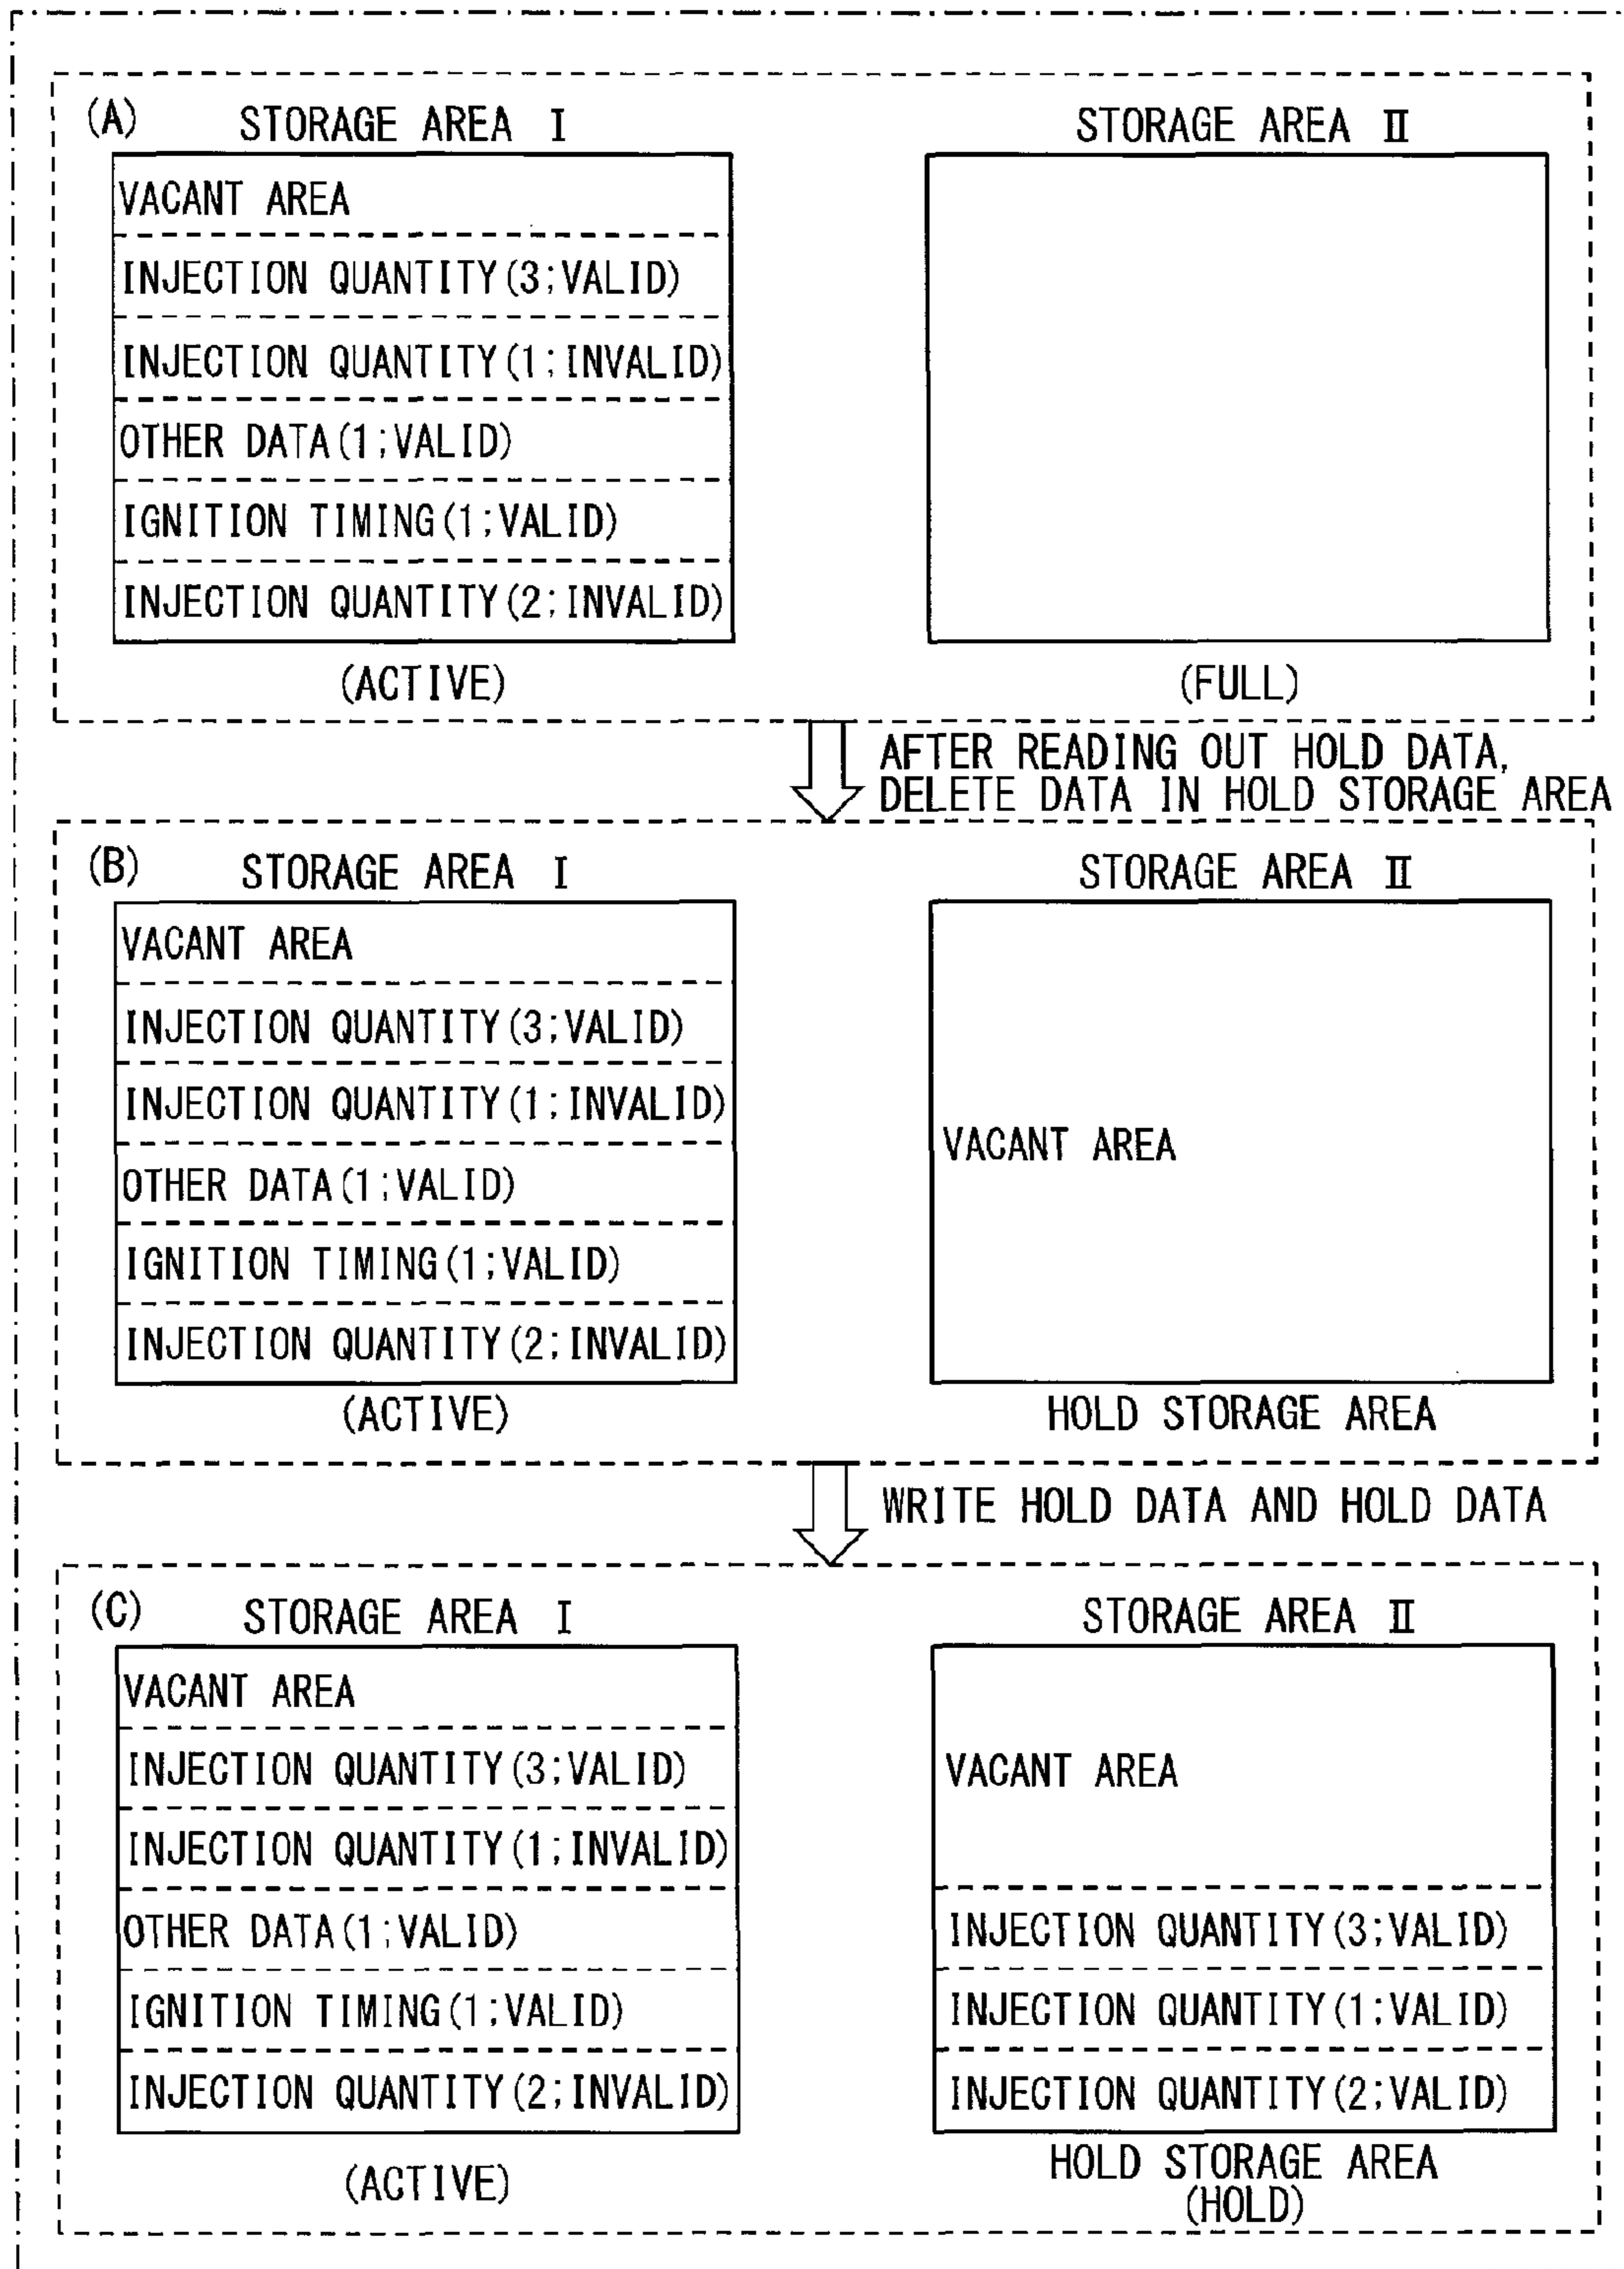 (A) STORAGE AREA I STORAGE AREA II
VACANT AREA
INJECTION QUANTITY(3;VALID)
INJECTION QUANTITY(1;INVALID)
OTHER DATA(1;VALID)
IGNITION TIMING(1;VALID)
INJECTION QUANTITY(2;INVALID)
(ACTIVE) (FULL)
AFTER READING OUT HOLD DATA,
DELETE DATA IN HOLD STORAGE AREA
(B) STORAGE AREA I STORAGE AREA II
VACANT AREA
INJECTION QUANTITY(3;VALID)
INJECTION QUANTITY(1;INVALID)
OTHER DATA(1;VALID)
IGNITION TIMING(1;VALID)
INJECTION QUANTITY(2;INVALID)
(ACTIVE)
VACANT AREA
HOLD STORAGE AREA
WRITE HOLD DATA AND HOLD DATA
(C) STORAGE AREA I STORAGE AREA II
VACANT AREA
INJECTION QUANTITY(3;VALID)
INJECTION QUANTITY(1;INVALID)
OTHER DATA(1;VALID)
IGNITION TIMING(1;VALID)
INJECTION QUANTITY(2;INVALID)
(ACTIVE)
VACANT AREA
INJECTION QUANTITY(3;VALID)
INJECTION QUANTITY(1;VALID)
INJECTION QUANTITY(2;VALID)
HOLD STORAGE AREA
(HOLD)